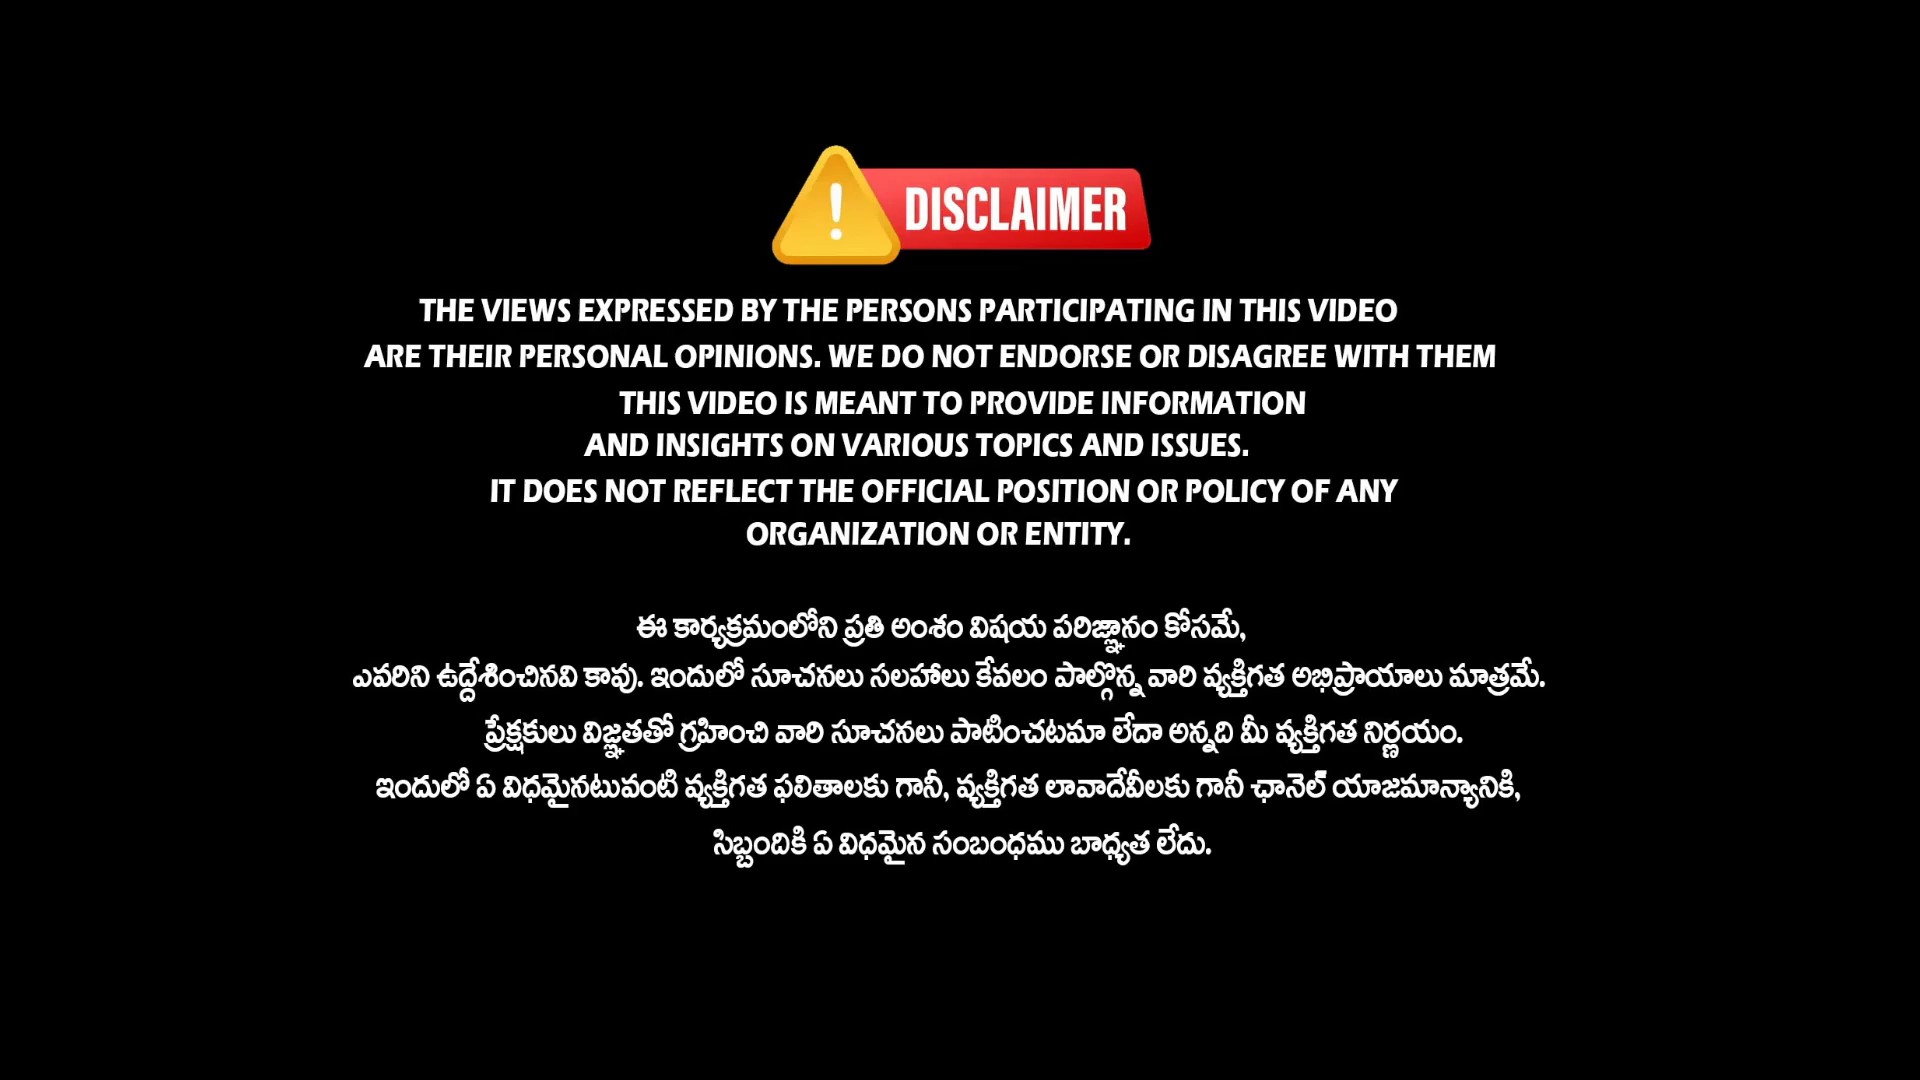 DISCLAIMER
THE VIEWS EXPRESSED BY THE PERSONS PARTICIPATING IN THIS VIDEO
ARE THEIR PERSONAL OPINIONS. WE DO NOT ENDORSE OR DISAGREE WITH THEM
THIS VIDEO IS MEANT TO PROVIDE INFORMATION
AND INSIGHTS ON VARIOUS TOPICS AND ISSUES.
IT DOES NOT REFLECT THE OFFICIAL POSITION OR POLICY OF ANY
ORGANIZATION OR ENTITY.
ఈ కార్యక్రమంలోని ప్రతి అంశం విషయ పరిజ్ఞానం కోసమే,
ఎవరిని ఉద్దేశించినవి కావు. ఇందులో సూచనలు సలహాలు కేవలం పాల్గొన్న వారి వ్యక్తిగత అభిప్రాయాలు మాత్రమే.
ప్రేక్షకులు విజ్ఞతతో గ్రహించి వారి సూచనలు పాటించటమా లేదా అన్నది మీ వ్యక్తిగత నిర్ణయం.
ఇందులో ఏ విధమైనటువంటి వ్యక్తిగత ఫలితాలకు గానీ, వ్యక్తిగత లావాదేవీలకు గానీ ఛానెల్ యాజమాన్యానికి,
సిబ్బందికి ఏ విధమైన సంబంధము బాధ్యత లేదు.